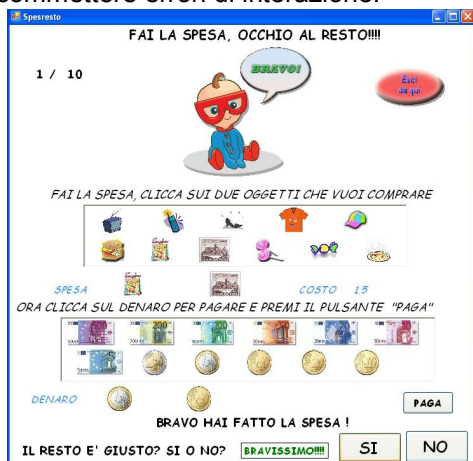 commettere errori di interazione.
Spesresto
FAI LA SPESA, OCCHIO AL RESTO!!!!
1 / 10
BRAVO!
Esci
da qui
FAI LA SPESA, CLICCA SUI DUE OGGETTI CHE VUOI COMPRARE
SPESA COSTO 15
ORA CLICCA SUL DENARO PER PAGARE E PREMI IL PULSANTE "PAGA"
200
DENARO
PAGA
BRAVO HAI FATTO LA SPESA !
IL RESTO E' GIUSTO? SI O NO? BRAVISSIMO!!!! SI NO